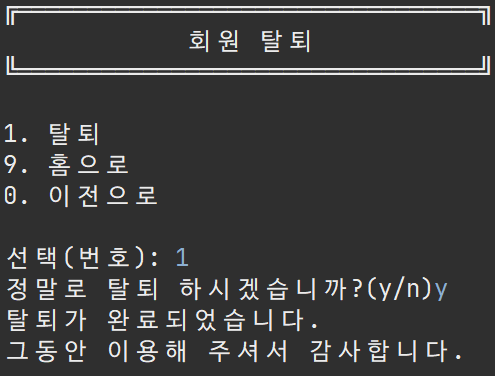 회원 탈퇴
1. 탈퇴
9. 홈으로
0. 이전으로
선택(번호): 1
정말로 탈퇴 하시겠습니까?(y/n)y
탈퇴가 완료되었습니다.
그동안 이용해 주셔서 감사합니다.